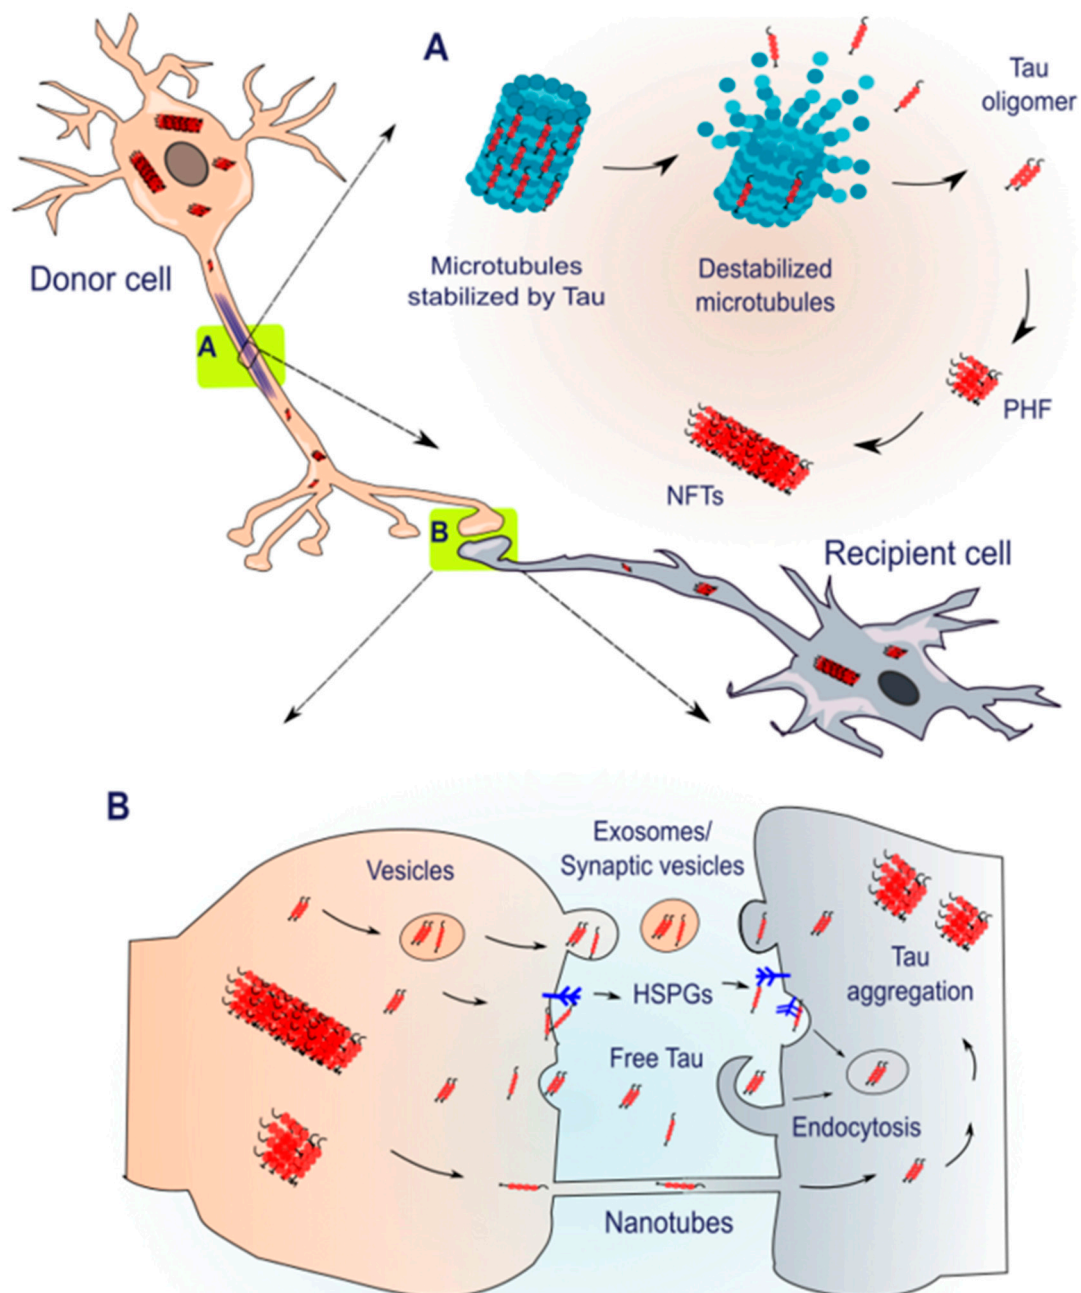 A
Tau
oligomer
Donor cell
Microtubules
stabilized by Tau
Destabilized
microtubules
A
PHF
NFTs
B
Recipient cell
B
Exosomes/
Synaptic vesicles
Vesicles
Tau
aggregation
HSPGs
Free Tau
Endocytosis
Nanotubes